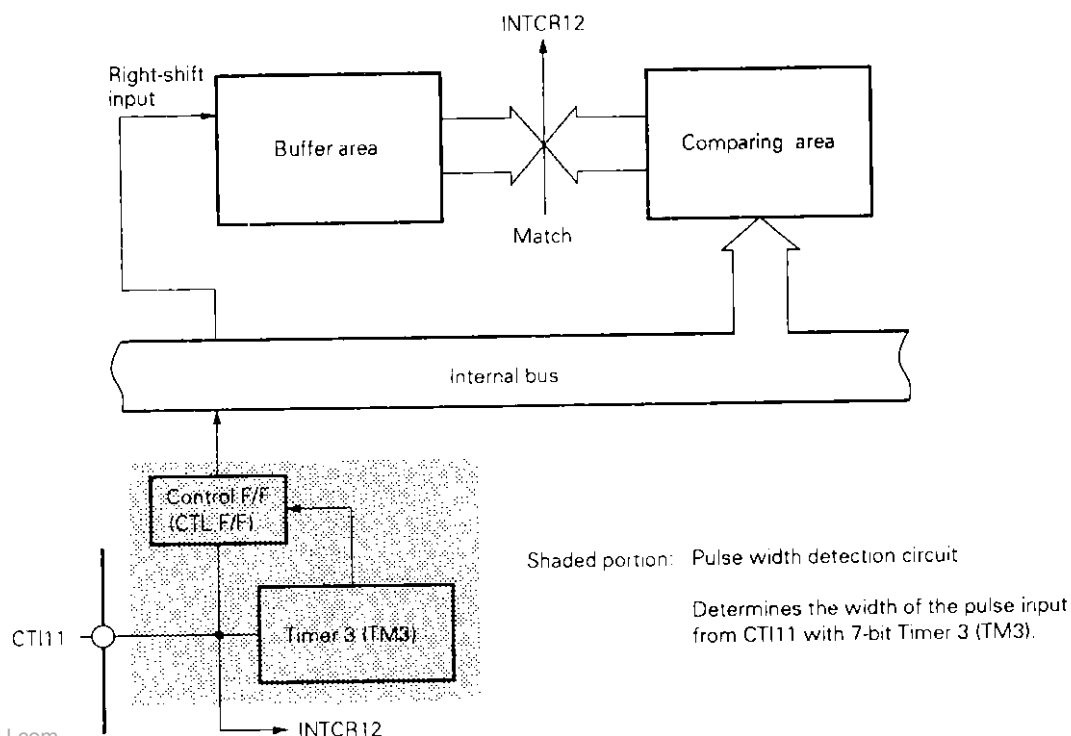 INTCR12
Right-shift
input
Buffer area
Comparing area
Match
Internal bus
Control F/F
(CTL F/F)
Shaded portion: Pulse width detection circuit
Determines the width of the pulse input
from CTI11 with 7-bit Timer 3 (TM3).
CTI11
Timer 3 (TM3)
INTCR12